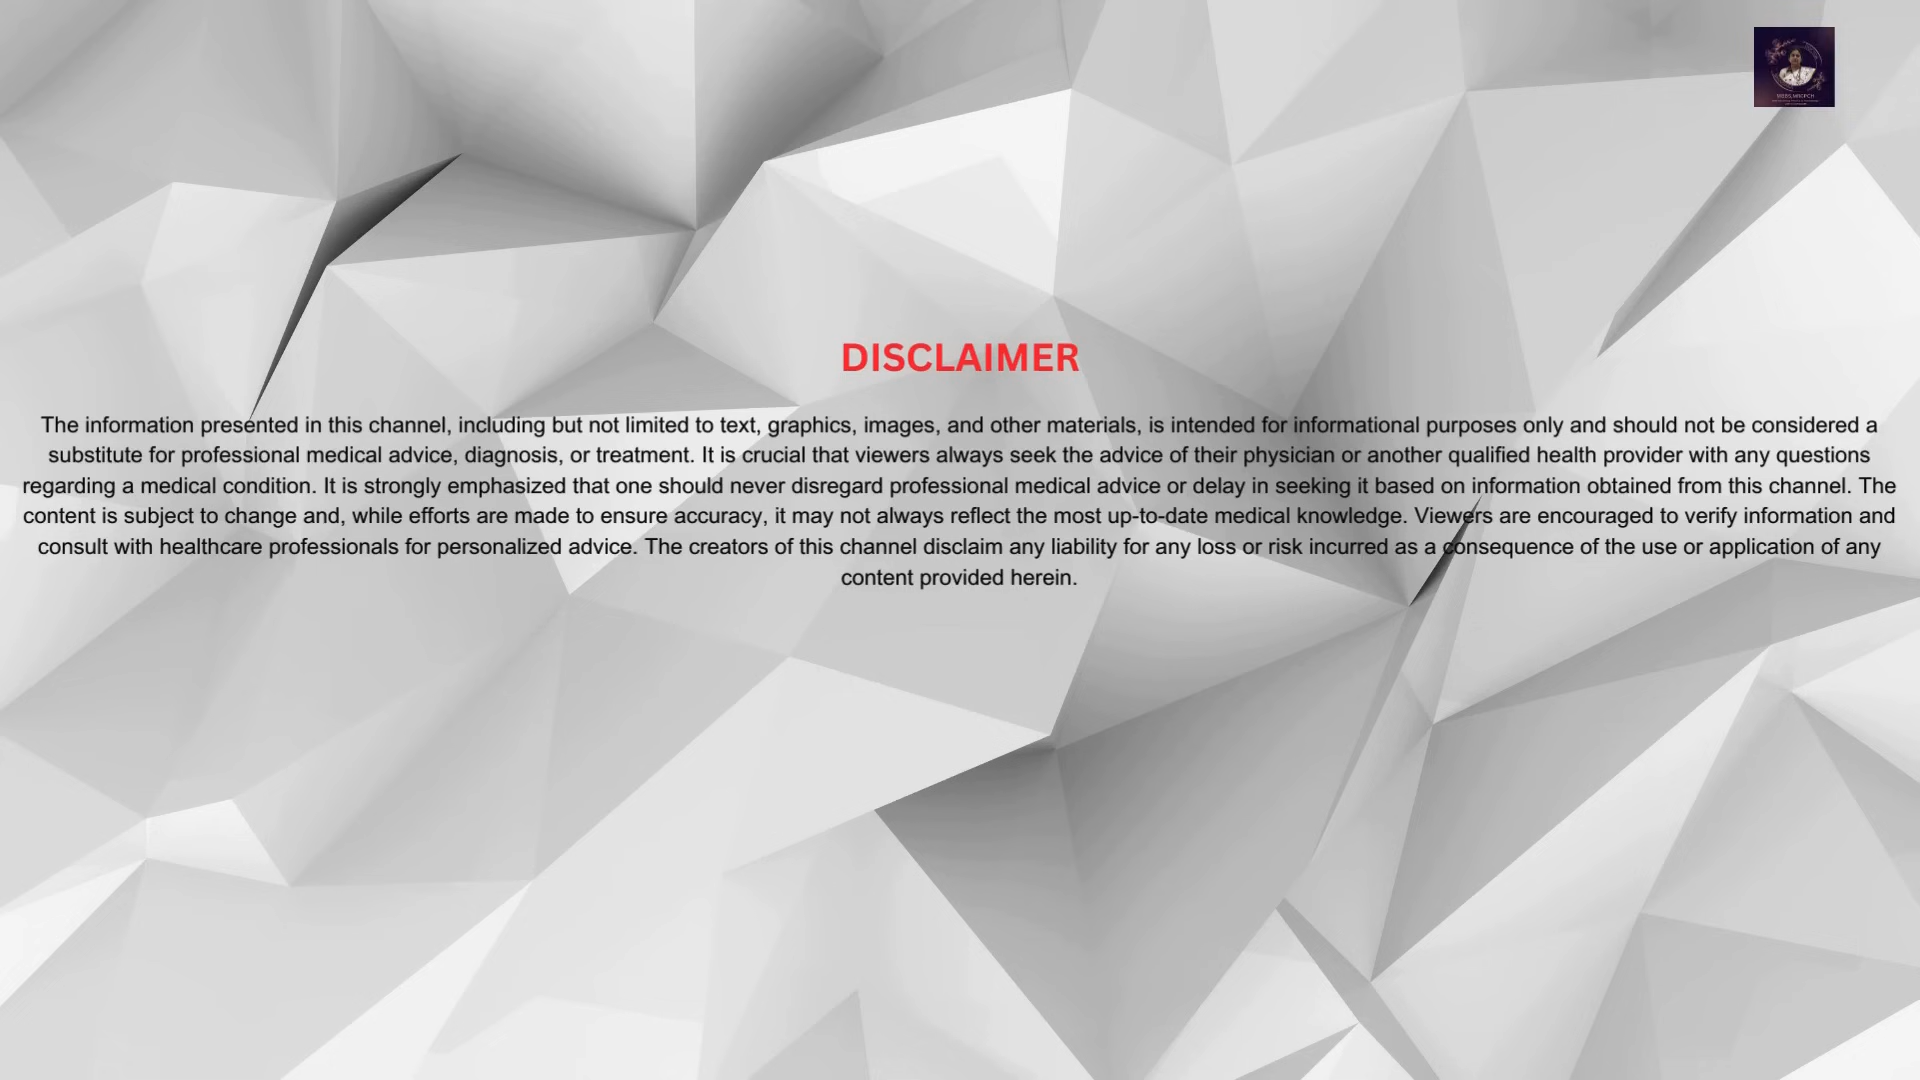 MBBS, MRCPCH
DISCLAIMER
The information presented in this channel, including but not limited to text, graphics, images, and other materials, is intended for informational purposes only and should not be considered a
substitute for professional medical advice, diagnosis, or treatment. It is crucial that viewers always seek the advice of their physician or another qualified health provider with any questions
regarding a medical condition. It is strongly emphasized that one should never disregard professional medical advice or delay in seeking it based on information obtained from this channel. The
content is subject to change and, while efforts are made to ensure accuracy, it may not always reflect the most up-to-date medical knowledge. Viewers are encouraged to verify information and
consult with healthcare professionals for personalized advice. The creators of this channel disclaim any liability for any loss or risk incurred as a consequence of the use or application of any
content provided herein.